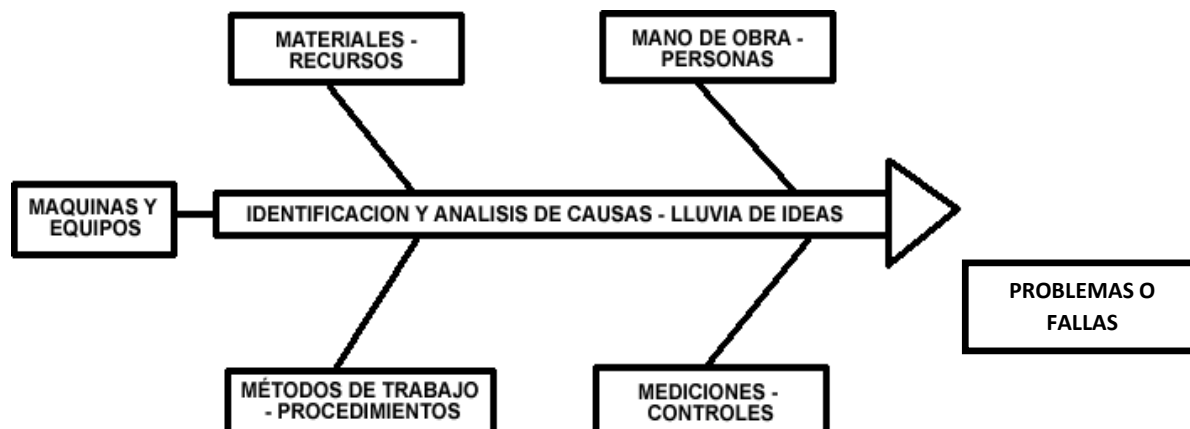 MATERIALES -
RECURSOS
MANO DE OBRA -
PERSONAS
MAQUINAS Y
EQUIPOS
IDENTIFICACION Y ANALISIS DE CAUSAS - LLUVIA DE IDEAS
PROBLEMAS O
FALLAS
MÉTODOS DE TRABAJO
- PROCEDIMIENTOS
MEDICIONES -
CONTROLES